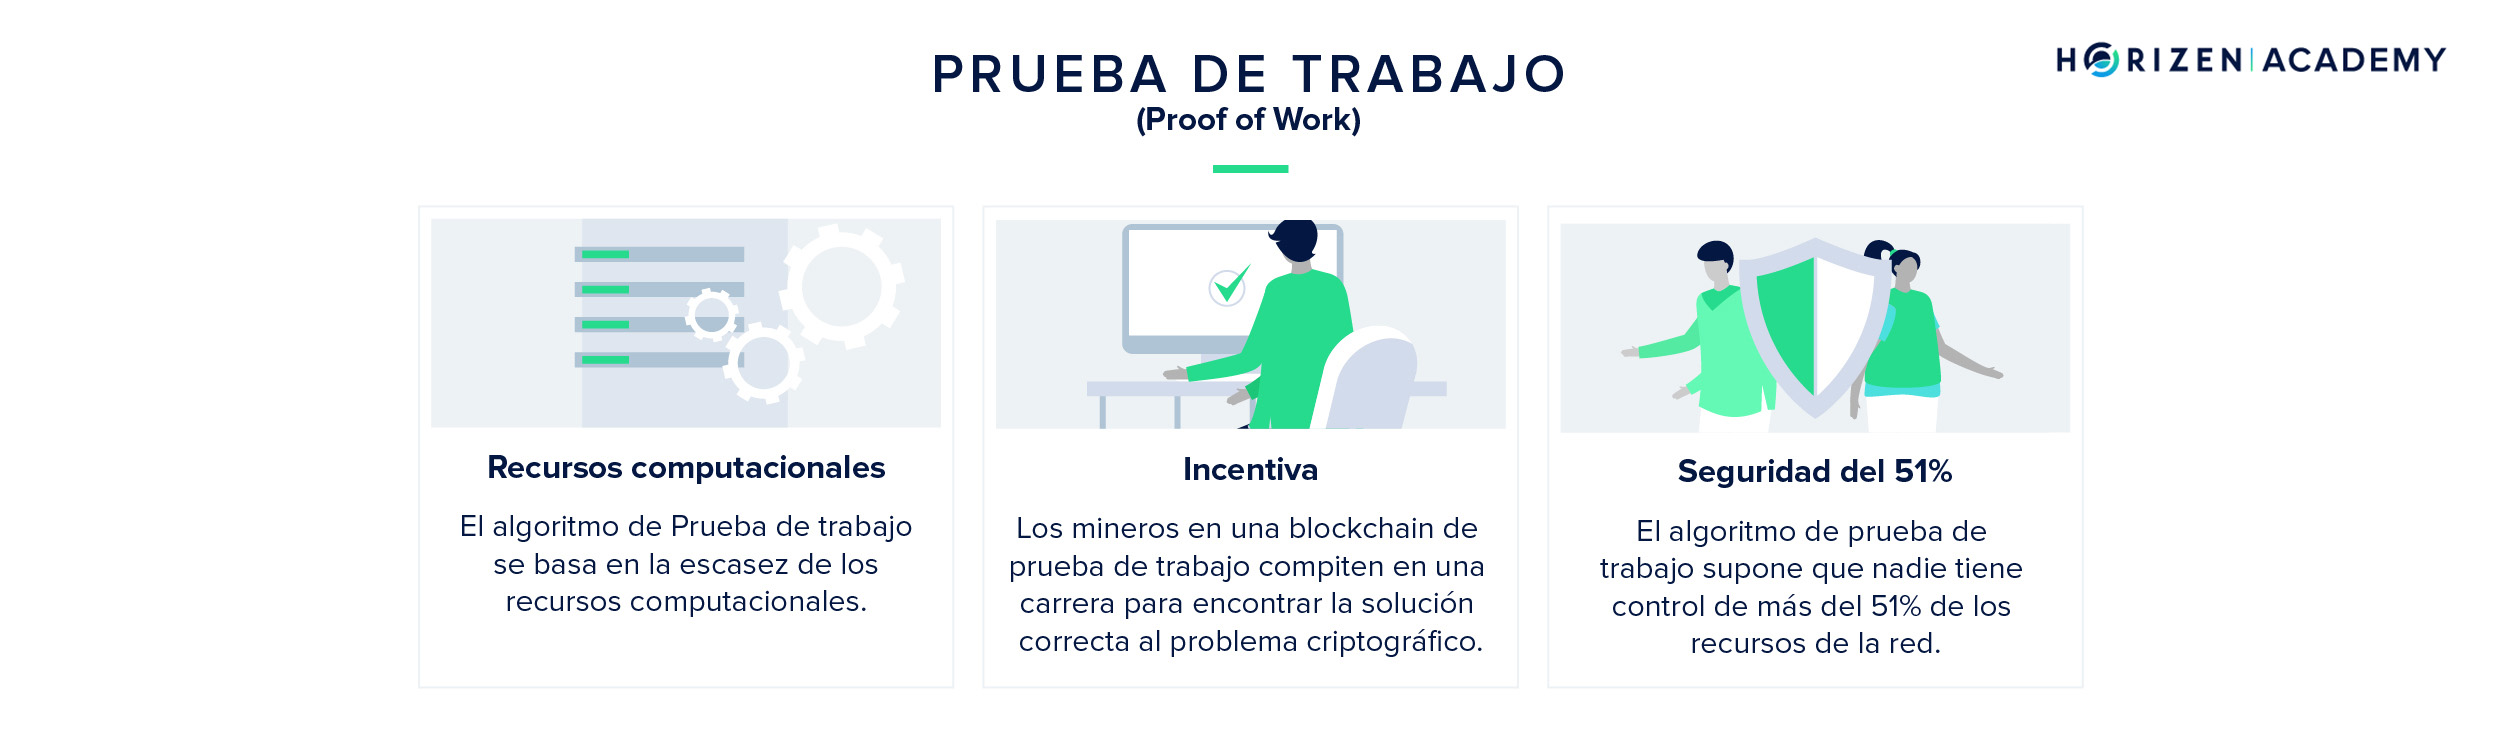 PRUEBA DE TRABAJO
(Proof of Work)
HORIZEN | ACADEMY
Recursos computacionales
El algoritmo de Prueba de trabajo
se basa en la escasez de los
recursos computacionales.
Incentiva
Los mineros en una blockchain de
prueba de trabajo compiten en una
carrera para encontrar la solución
correcta al problema criptográfico.
Seguridad del 51%
El algoritmo de prueba de
trabajo supone que nadie tiene
control de más del 51% de los
recursos de la red.